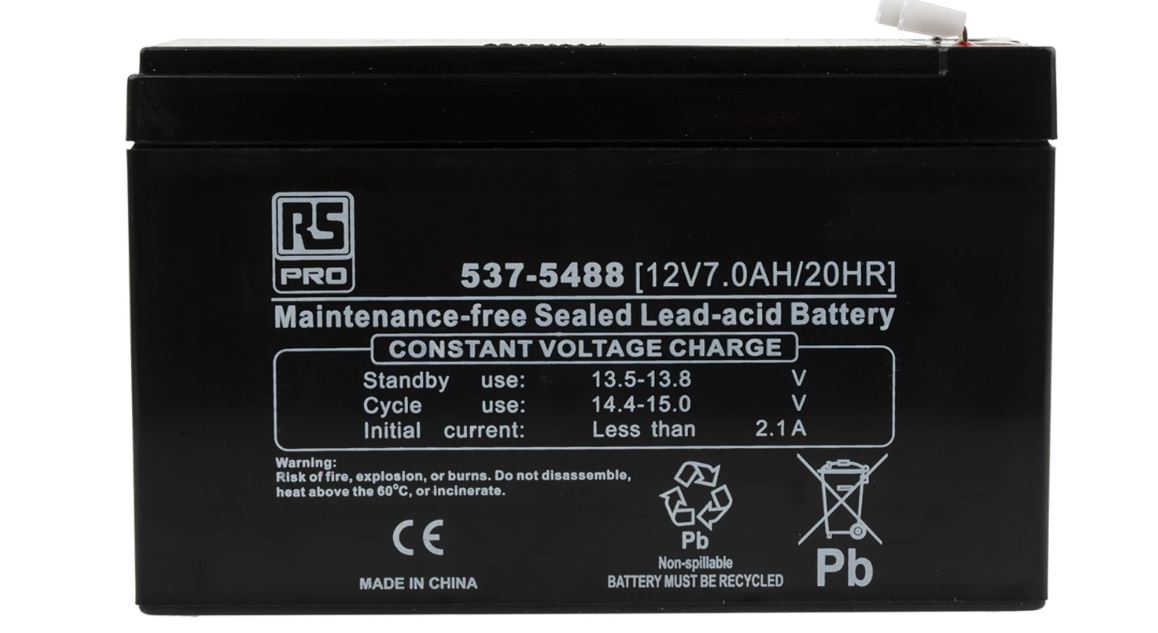 RS
PRO
537-5488 [12V7.0AH/20HR]
Maintenance-free Sealed Lead-acid Battery
CONSTANT VOLTAGE CHARGE
Standby use: 13.5-13.8 V
Cycle use: 14.4-15.0 V
Initial current: Less than 2.1A
Warning:
Risk of fire, explosion, or burns. Do not disassemble,
heat above the 60°C, or incinerate.
CE
MADE IN CHINA
Pb
Non-spillable
BATTERY MUST BE RECYCLED
Pb